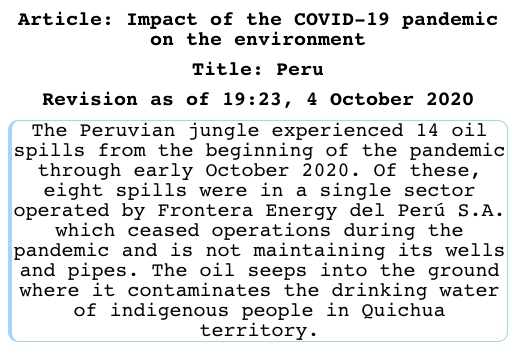 Article: Impact of the COVID-19 pandemic
on the environment
Title: Peru
Revision as of 19:23, 4 October 2020
The Peruvian jungle experienced 14 oil
spills from the beginning of the pandemic
through early October 2020. Of these,
eight spills were in a single sector
operated by Frontera Energy del Perú S.A.
which ceased operations during the
pandemic and is not maintaining its wells
and pipes. The oil seeps into the ground
where it contaminates the drinking water
of indigenous people in Quichua
territory.